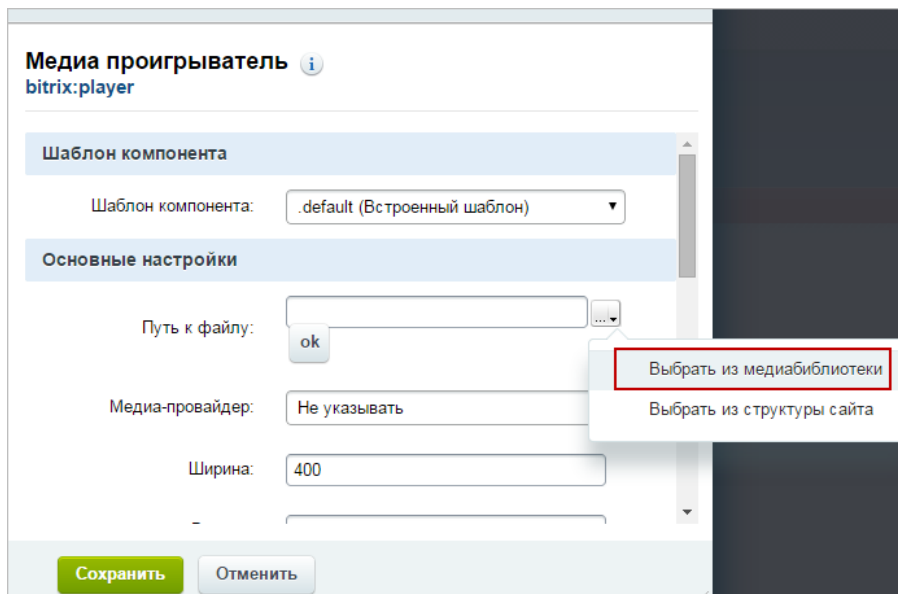 Медиа проигрыватель i
bitrix:player
Шаблон компонента
Шаблон компонента: .default (Встроенный шаблон)
Основные настройки
Путь к файлу: ...
ok
Выбрать из медиабиблиотеки
Медиа-провайдер: Не указывать
Выбрать из структуры сайта
Ширина: 400
Сохранить Отменить